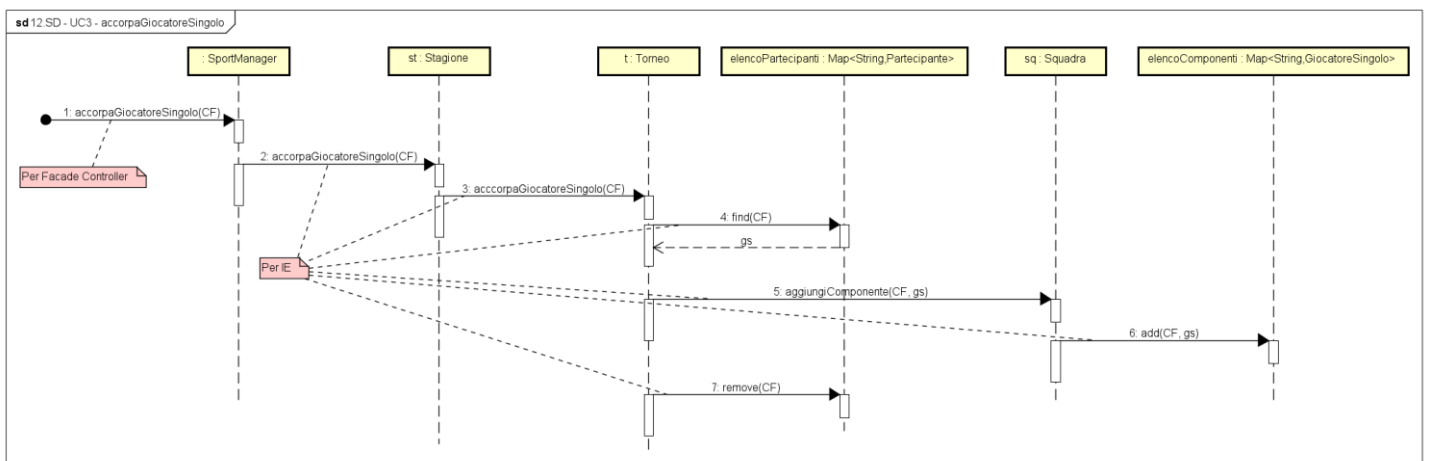 sd 12.SD - UC3 - accorpaGiocatoreSingolo
: SportManager
st : Stagione
t : Torneo
elencoPartecipanti : Map<String,Partecipante>
sq : Squadra
elencoComponenti : Map<String,GiocatoreSingolo>
1: accorpaGiocatoreSingolo(CF)
Per Facade Controller
2: accorpaGiocatoreSingolo(CF)
3: acccorpaGiocatoreSingolo(CF)
4: find(CF)
gs
Per IE
5: aggiungiComponente(CF, gs)
6: add(CF, gs)
7: remove(CF)